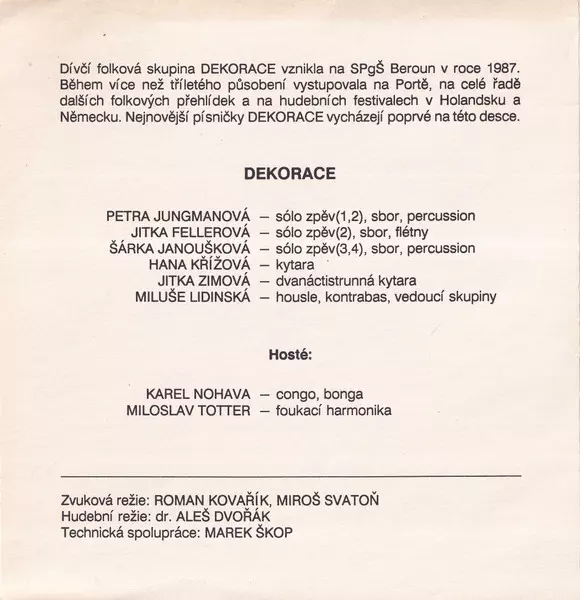 Dívčí folková skupina DEKORACE vznikla na SPgŠ Beroun v roce 1987.
Během více než tříletého působení vystupovala na Portě, na celé řadě
dalších folkových přehlídek a na hudebních festivalech v Holandsku a
Německu. Nejnovější písničky DEKORACE vycházejí poprvé na této desce.
DEKORACE
PETRA JUNGMANOVÁ – sólo zpěv(1,2), sbor, percussion
JITKA FELLEROVÁ – sólo zpěv(2), sbor, flétny
ŠÁRKA JANOUŠKOVÁ – sólo zpěv(3,4), sbor, percussion
HANA KŘÍŽOVÁ – kytara
JITKA ZIMOVÁ – dvanáctistrunná kytara
MILUŠE LIDINSKÁ – housle, kontrabas, vedoucí skupiny
Hosté:
KAREL NOHAVA – congo, bonga
MILOSLAV TOTTER – foukací harmonika
Zvuková režie: ROMAN KOVAŘÍK, MIROŠ SVATOŇ
Hudební režie: dr. ALEŠ DVOŘÁK
Technická spolupráce: MAREK ŠKOP